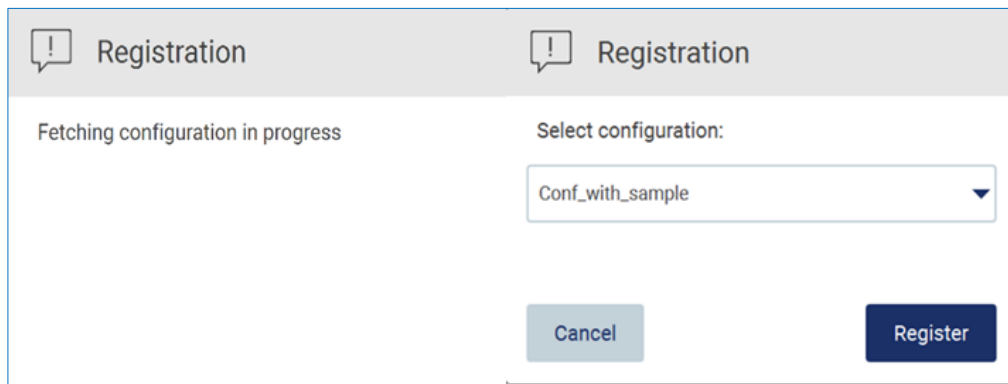 Registration
Fetching configuration in progress
Registration
Select configuration:
Conf_with_sample
Cancel
Register